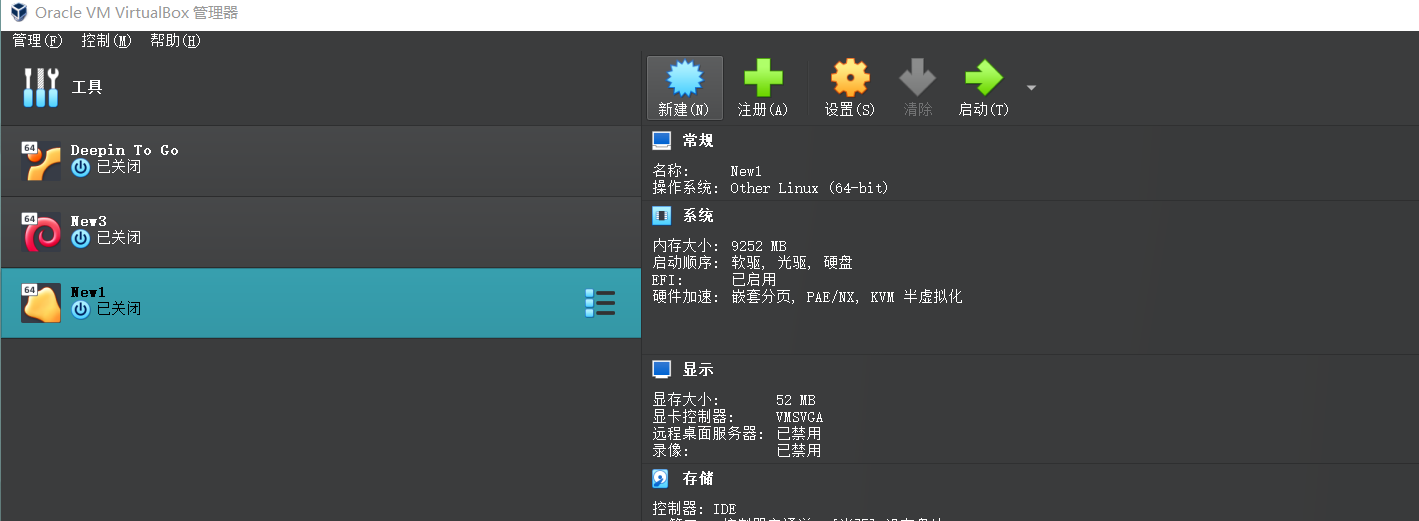 Oracle VM VirtualBox 管理器
管理(F) 控制(M) 帮助(H)
工具
新建(N) 注册(A) 设置(S) 清除 启动(T)
64
Deepin To Go
已关闭
64
New3
已关闭
64
New1
已关闭
常规
名称: New1
操作系统: Other Linux (64-bit)
系统
内存大小: 9252 MB
启动顺序: 软驱, 光驱, 硬盘
EFI: 已启用
硬件加速: 嵌套分页, PAE/NX, KVM 半虚拟化
显示
显存大小: 52 MB
显卡控制器: VMSVGA
远程桌面服务器: 已禁用
录像: 已禁用
存储
控制器: IDE